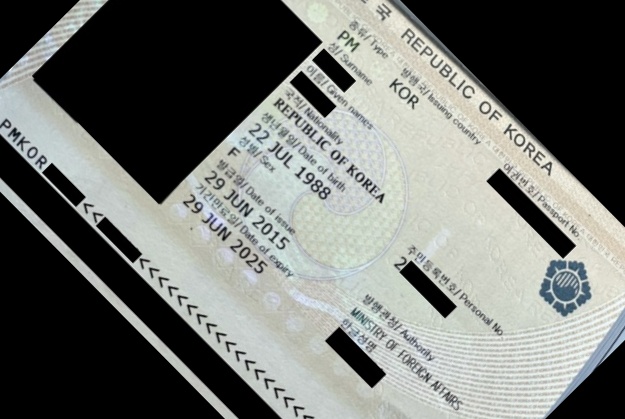 국 REPUBLIC OF KOREA
종류/ Type
PM
발행국/ Issuing country
KOR
여권번호/ Passport No.
성/ Surname
이름/ Given names
국적/ Nationality
REPUBLIC OF KOREA
생년월일/ Date of birth
22 JUL 1988
성별/ Sex
F
주민등록번호/ Personal No
2
발급일/ Date of issue
29 JUN 2015
발행관청/ Authority
MINISTRY OF FOREIGN AFFAIRS
기간만료일/ Date of expiry
29 JUN 2025
한글성명
PMKOR <<<<<<<<<<<<<<<<